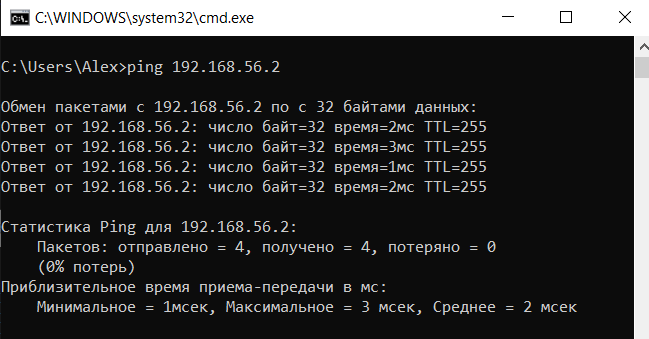 C:\WINDOWS\system32\cmd.exe
C:\Users\Alex>ping 192.168.56.2
Обмен пакетами с 192.168.56.2 по с 32 байтами данных:
Ответ от 192.168.56.2: число байт=32 время=2мс TTL=255
Ответ от 192.168.56.2: число байт=32 время=3мс TTL=255
Ответ от 192.168.56.2: число байт=32 время=1мс TTL=255
Ответ от 192.168.56.2: число байт=32 время=2мс TTL=255
Статистика Ping для 192.168.56.2:
Пакетов: отправлено = 4, получено = 4, потеряно = 0
(0% потерь)
Приблизительное время приема-передачи в мс:
Минимальное = 1мсек, Максимальное = 3 мсек, Среднее = 2 мсек